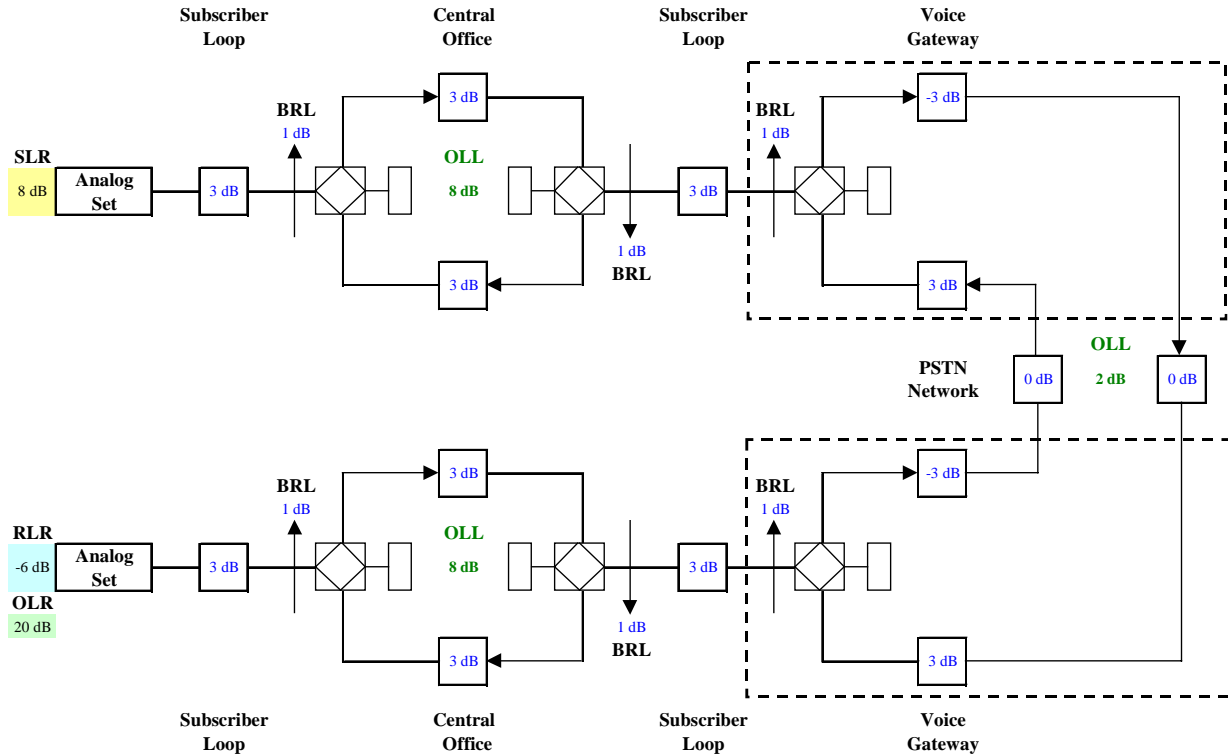 Subscriber
Loop
Central
Office
Subscriber
Loop
Voice
Gateway
3 dB
-3 dB
BRL
1 dB
BRL
1 dB
SLR
8 dB
Analog
Set
3 dB
OLL
8 dB
3 dB
1 dB
BRL
3 dB
3 dB
PSTN
Network
0 dB
OLL
2 dB
0 dB
3 dB
-3 dB
BRL
1 dB
BRL
1 dB
RLR
-6 dB
Analog
Set
OLR
20 dB
3 dB
OLL
8 dB
3 dB
1 dB
BRL
3 dB
3 dB
Subscriber
Loop
Central
Office
Subscriber
Loop
Voice
Gateway